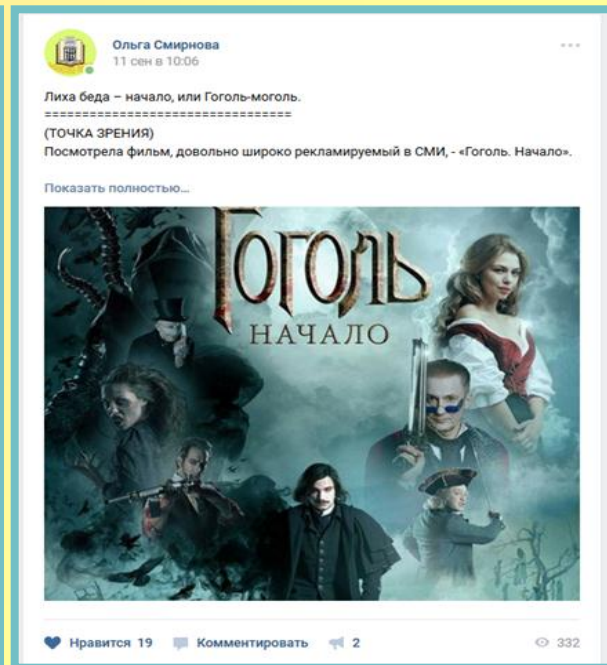 Ольга Смирнова
11 сен в 10:06
Лиха беда – начало, или Гоголь-моголь.
=================================
(ТОЧКА ЗРЕНИЯ)
Посмотрела фильм, довольно широко рекламируемый в СМИ, - «Гоголь. Начало».
Показать полностью...
ГОГОЛЬ
НАЧАЛО
Нравится 19 Комментировать 2 332